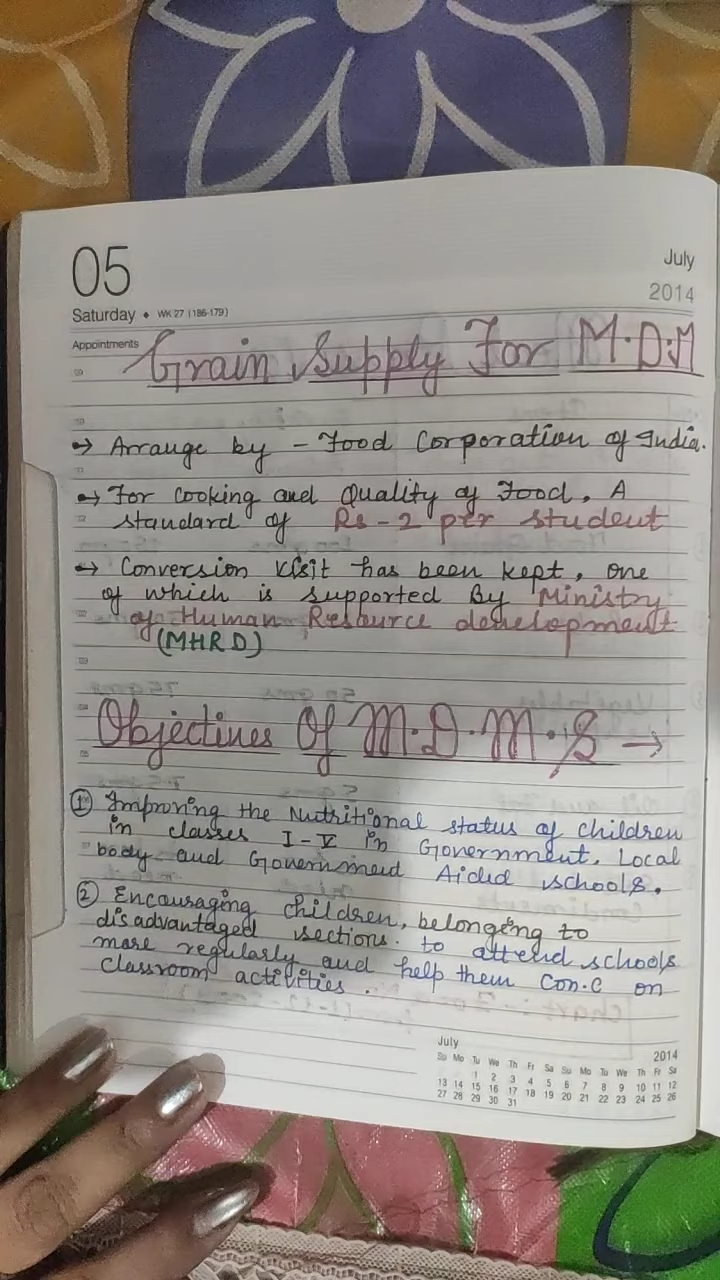 05
July
2014
Saturday ♦ WK 27 (186-179)
Appointments
Grain Supply For M.D.M
→ Arrange by - Food Corporation of India.
→ For cooking and Quality of Food, A
standard of Rs-2 per student
→ Conversion has been kept, one
of which is supported By Ministry
of Human Resource development
(MHRD)
Objectives Of M.D.M.S →
① Improving the Nutritional status of children
in classes I-V in Government, Local
body and Government Aided schools.
② Encouraging children, belonging to
disadvantaged sections. to attend schools
more regularly and help them Con.C on
classroom activities.
July 2014
Su Mo Tu We Th Fr Sa Su Mo Tu We Th Fr Sa
1 2 3 4 5 6 7 8 9 10 11 12
13 14 15 16 17 18 19 20 21 22 23 24 25 26
27 28 29 30 31